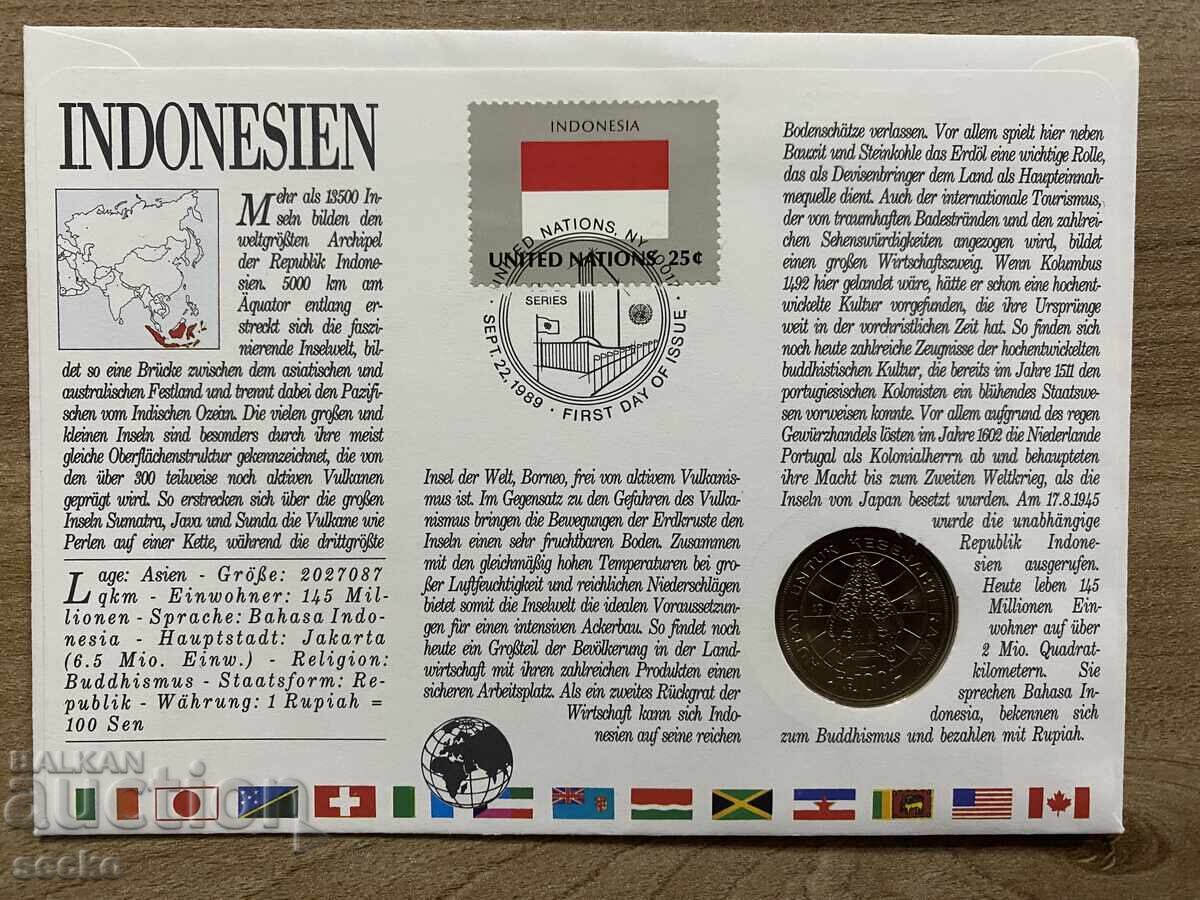 INDONESIEN
Mehr als 13500 In-
seln bilden den
weltgrößten Archipel
der Republik Indone-
sien. 5000 km am
Äquator entlang er-
streckt sich die faszi-
nierende Inselwelt, bil-
det so eine Brücke zwischen dem asiatischen und
australischen Festland und trennt dabei den Pazifi-
schen vom Indischen Ozean. Die vielen großen und
kleinen Inseln sind besonders durch ihre meist
gleiche Oberflächenstruktur gekennzeichnet, die von
den über 300 teilweise noch aktiven Vulkanen
geprägt wird. So erstrecken sich über die großen
Inseln Sumatra, Java und Sunda die Vulkane wie
Perlen auf einer Kette, während die drittgrößte
Lage: Asien - Größe: 2027087
qkm - Einwohner: 145 Mil-
lionen - Sprache: Bahasa Indo-
nesia - Hauptstadt: Jakarta
(6.5 Mio. Einw.) - Religion:
Buddhismus - Staatsform: Re-
publik - Währung: 1 Rupiah =
100 Sen
INDONESIA
UNITED NATIONS 25¢
UNITED NATIONS, NY 10017
SERIES
SEPT. 22, 1989 · FIRST DAY OF ISSUE
Insel der Welt, Borneo, frei von aktivem Vulkanis-
mus ist. Im Gegensatz zu den Gefahren des Vulka-
nismus bringen die Bewegungen der Erdkruste den
Inseln einen sehr fruchtbaren Boden. Zusammen
mit den gleichmäßig hohen Temperaturen bei gro-
ßer Luftfeuchtigkeit und reichlichen Niederschlägen
bietet somit die Inselwelt die idealen Voraussetzun-
gen für einen intensiven Ackerbau. So findet noch
heute ein Großteil der Bevölkerung in der Land-
wirtschaft mit ihren zahlreichen Produkten einen
sicheren Arbeitsplatz. Als ein zweites Rückgrat der
Wirtschaft kann sich Indo-
nesien auf seine reichen
Bodenschätze verlassen. Vor allem spielt hier neben
Bauxit und Steinkohle das Erdöl eine wichtige Rolle,
das als Devisenbringer dem Land als Haupteinnah-
mequelle dient. Auch der internationale Tourismus,
der von traumhaften Badestränden und den zahlrei-
chen Sehenswürdigkeiten angezogen wird, bildet
einen großen Wirtschaftszweig. Wenn Kolumbus
1492 hier gelandet wäre, hätte er schon eine hochent-
wickelte Kultur vorgefunden, die ihre Ursprünge
weit in der vorchristlichen Zeit hat. So finden sich
noch heute zahlreiche Zeugnisse der hochentwickelten
buddhistischen Kultur, die bereits im Jahre 1511 den
portugiesischen Kolonisten ein blühendes Staatswe-
sen vorweisen konnte. Vor allem aufgrund des regen
Gewürzhandels lösten im Jahre 1602 die Niederlande
Portugal als Kolonialherrn ab und behaupteten
ihre Macht bis zum Zweiten Weltkrieg, als die
Inseln von Japan besetzt wurden. Am 17.8.1945
wurde die unabhängige
Republik Indone-
sien ausgerufen.
Heute leben 145
Millionen Ein-
wohner auf über
2 Mio. Quadrat-
kilometern. Sie
sprechen Bahasa In-
donesia, bekennen sich
zum Buddhismus und bezahlen mit Rupiah.
HUTAN UNTUK KESEJAHTERAAN
19 78
Rp 100
BALKAN
auction
secko